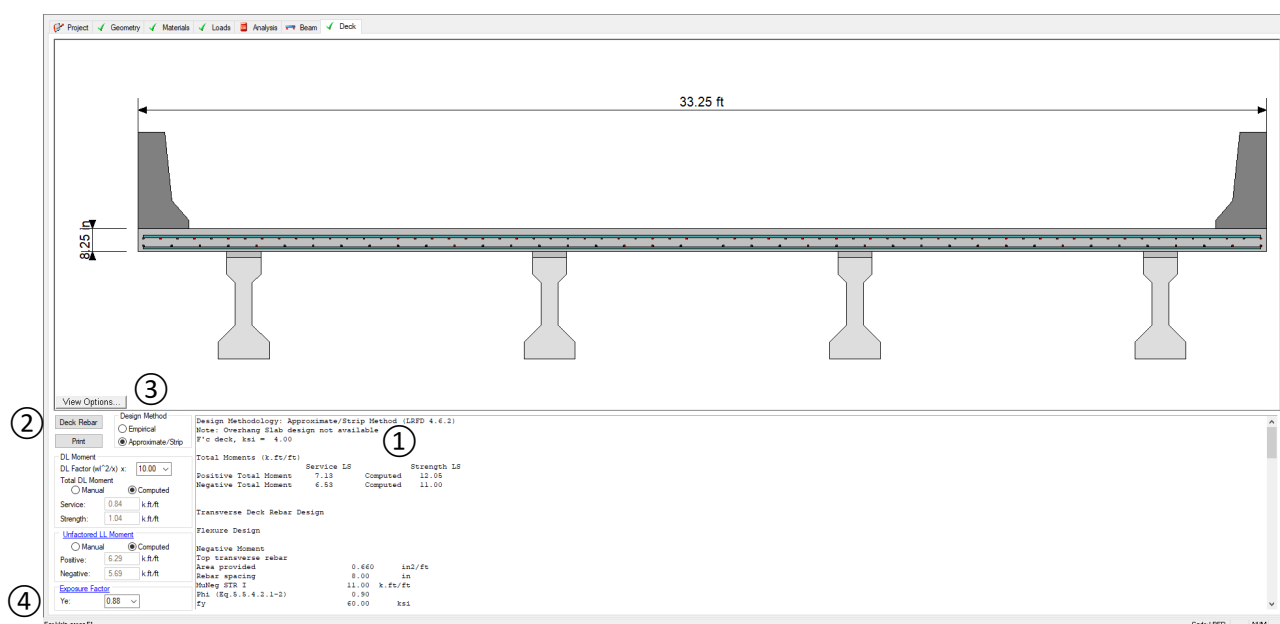 Project Geometry Materials Loads Analysis Beam Deck
33.25 ft
8.25 in
View Options...
③
②
Deck Rebar
Print
Design Method
Empirical
Approximate/Strip
DL Moment
DL Factor (wl^2/x) x: 10.00
Total DL Moment
Manual Computed
Service: 0.84 k.ft/ft
Strength: 1.04 k.ft/ft
Unfactored LL Moment
Manual Computed
Positive: 6.29 k.ft/ft
Negative: 5.69 k.ft/ft
④
Exposure Factor
Ye: 0.88
Design Methodology: Approximate/Strip Method (LRFD 4.6.2)
Note: Overhang Slab design not available
①
F'c deck, ksi = 4.00
Total Moments (k.ft/ft)
Service LS Strength LS
Positive Total Moment 7.13 Computed 12.05
Negative Total Moment 6.53 Computed 11.00
Transverse Deck Rebar Design
Flexure Design
Negative Moment
Top transverse rebar
Area provided 0.660 in2/ft
Rebar spacing 8.00 in
MuNeg STR I 11.00 k.ft/ft
Phi (Eq.5.5.4.2.1-2) 0.90
fy 60.00 ksi